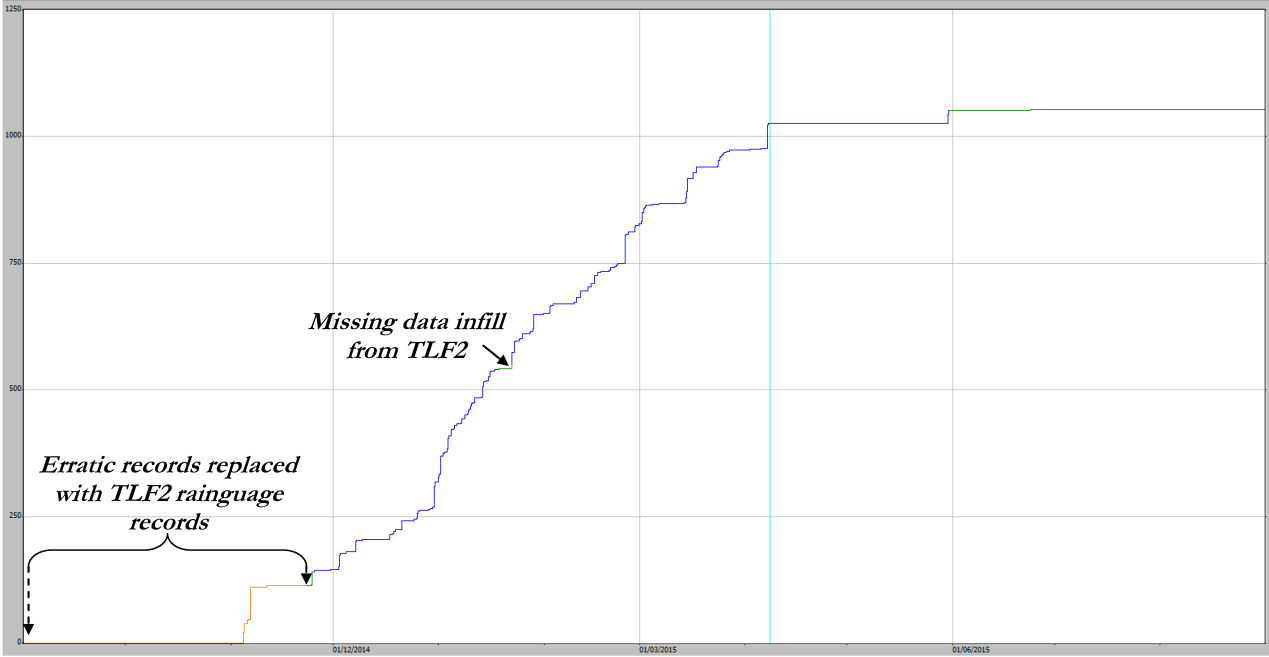 1250
1000
750
Missing data infill
from TLF2
500
Erratic records replaced
with TLF2 rainguage
records
250
0
01/12/2014
01/03/2015
01/06/2015